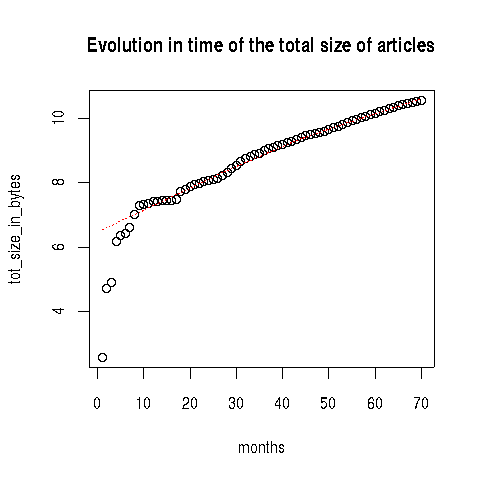 Evolution in time of the total size of articles
tot_size_in_bytes
10
8
6
4
0 10 20 30 40 50 60 70
months